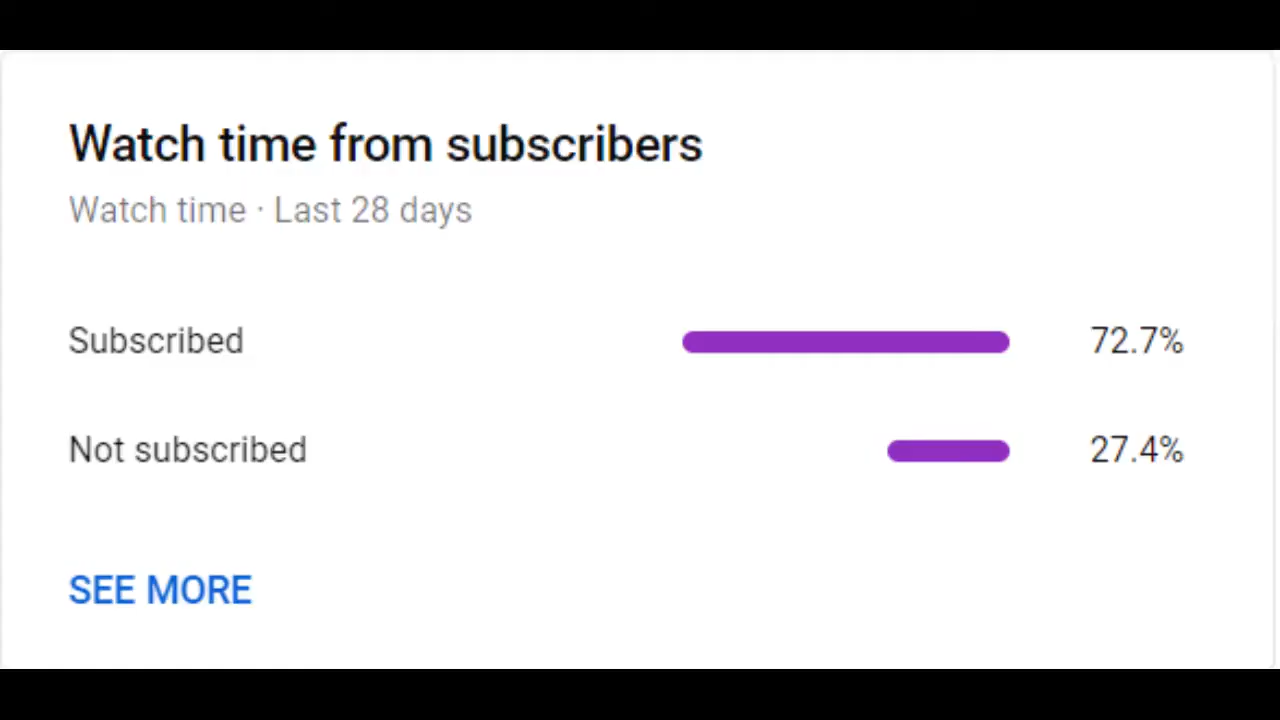 Watch time from subscribers
Watch time · Last 28 days
Subscribed 72.7%
Not subscribed 27.4%
SEE MORE